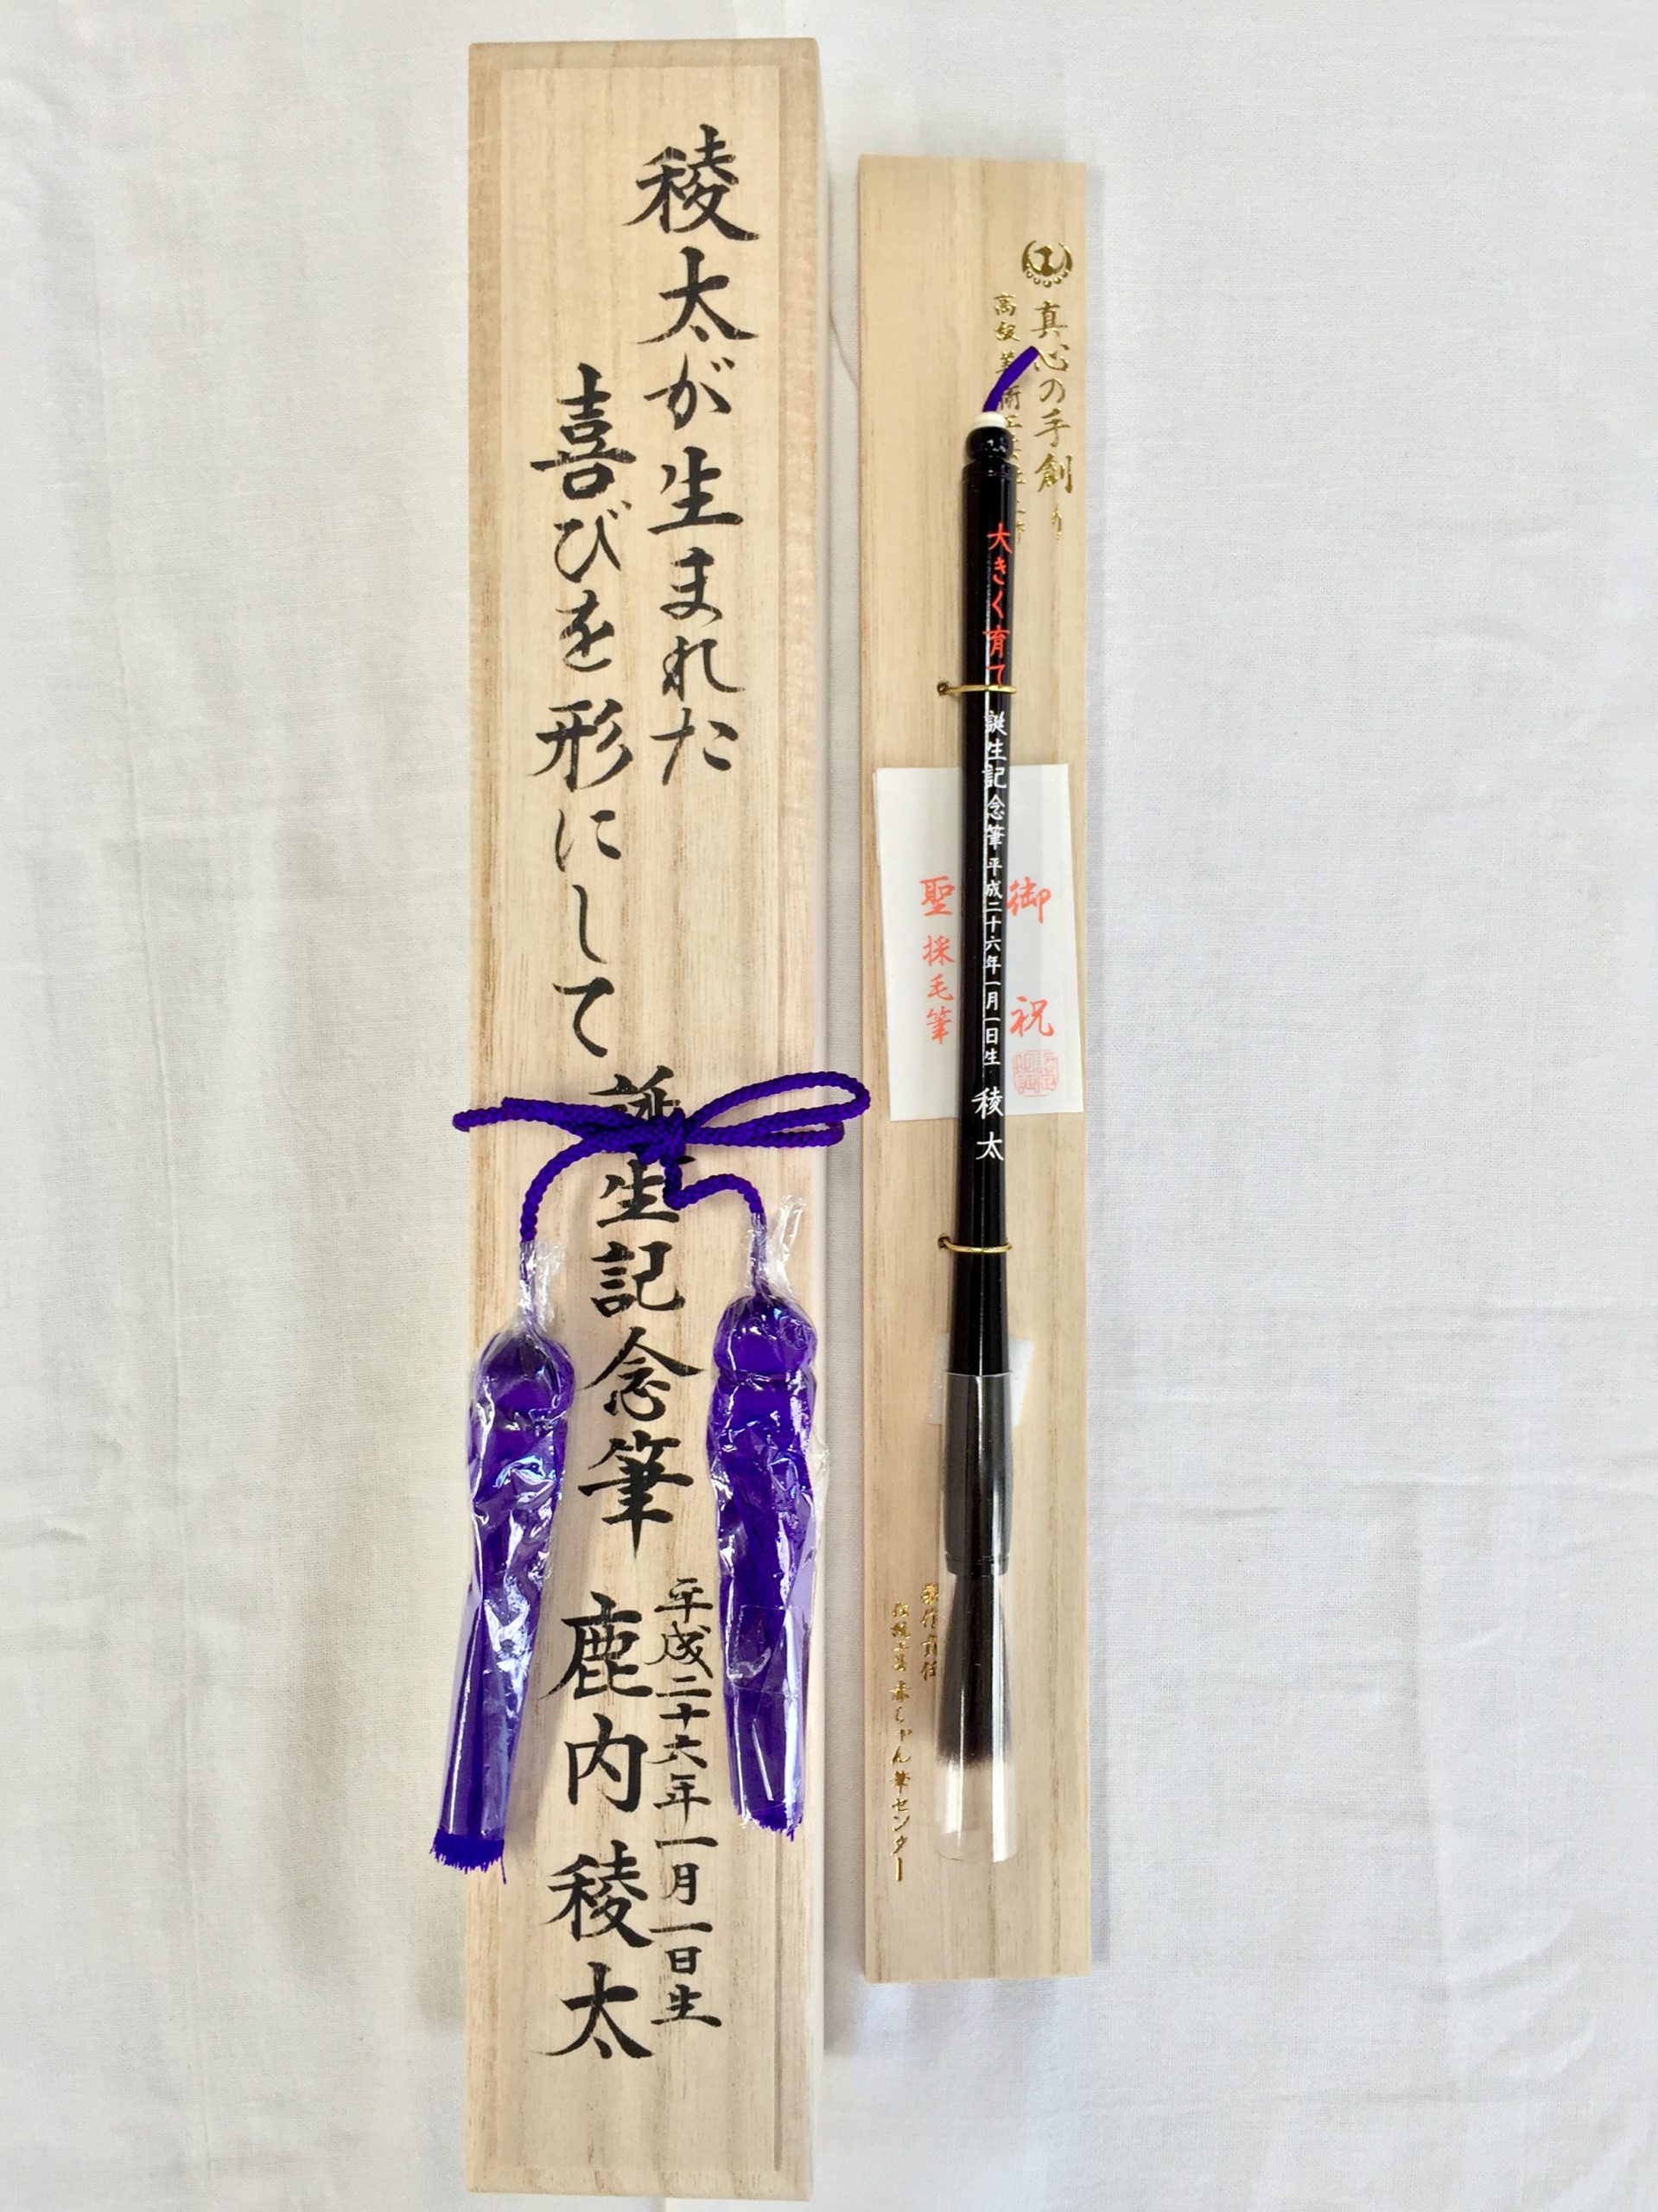 稜太が生まれた
喜びを形にして
誕生記念筆
平成二十六年一月一日生
鹿内稜太
真心の手創り
高級美術工芸
大きく育て
誕生記念筆平成二十六年一月一日生 稜太
御祝
聖採毛筆
赤ちゃん筆センター